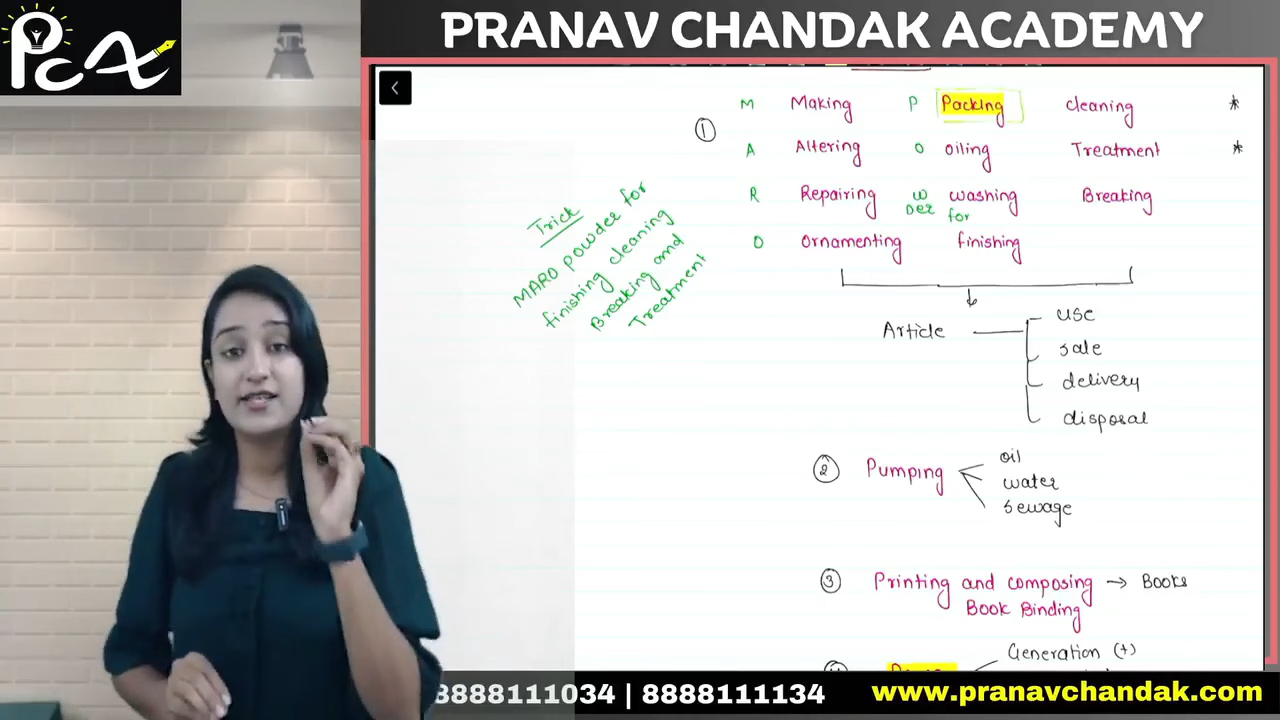 PCA
PRANAV CHANDAK ACADEMY
M Making P Packing cleaning *
①
A Altering O oiling Treatment *
R Repairing W washing Breaking
DER for
O Ornamenting finishing
Trick
MARO powder for
finishing cleaning
Breaking and
Treatment
Article
use
sale
delivery
disposal
② Pumping
oil
water
sewage
③ Printing and composing → Books
Book Binding
Generation (+)
8888111034 | 8888111134
www.pranavchandak.com